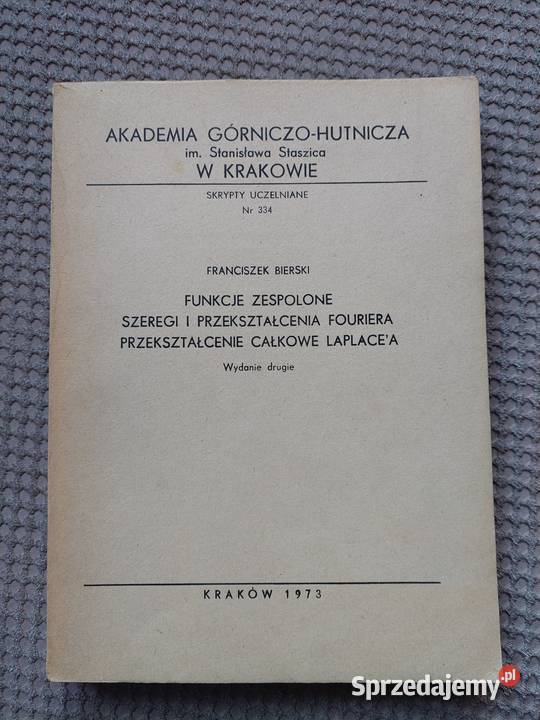 AKADEMIA GÓRNICZO-HUTNICZA
im. Stanisława Staszica
W KRAKOWIE
SKRYPTY UCZELNIANE
Nr 334
FRANCISZEK BIERSKI
FUNKCJE ZESPOLONE
SZEREGI I PRZEKSZTAŁCENIA FOURIERA
PRZEKSZTAŁCENIE CAŁKOWE LAPLACE'A
Wydanie drugie
KRAKÓW 1973
Sprzedajemy.pl